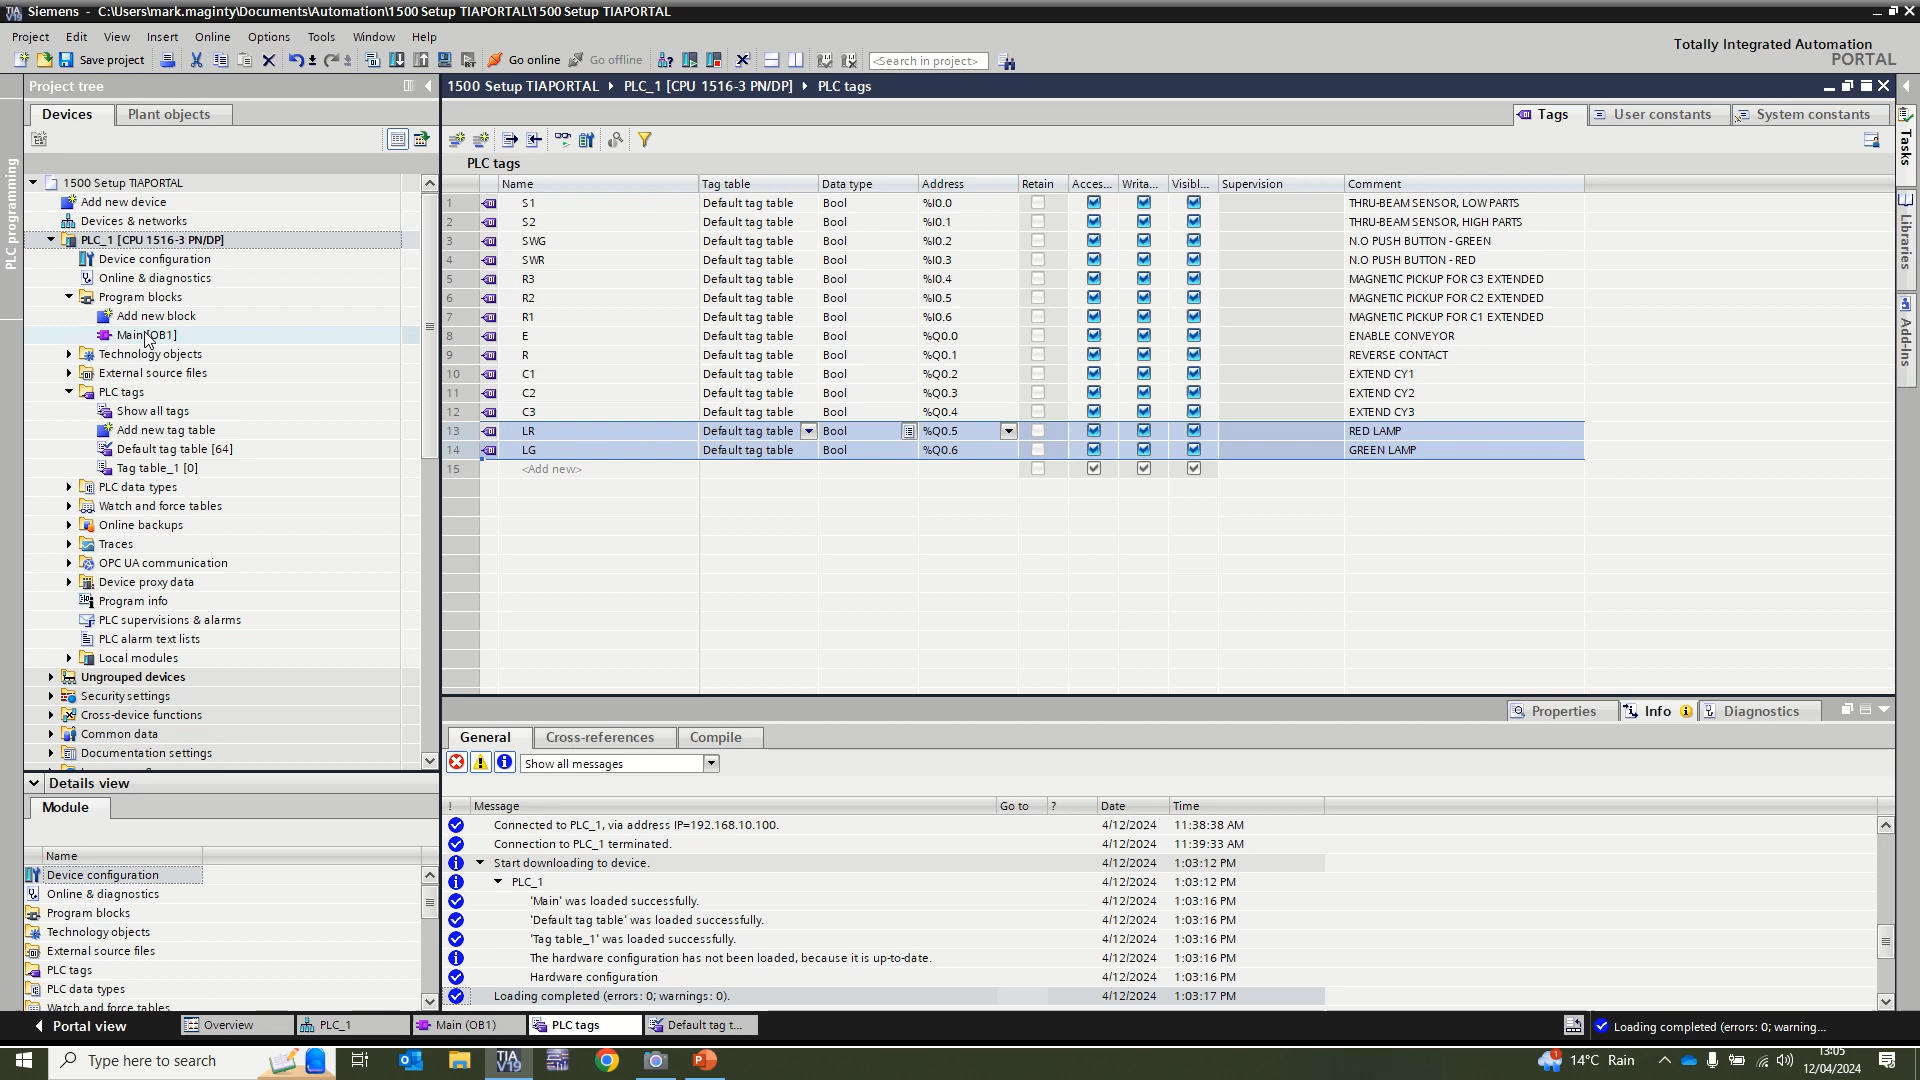 Siemens - C:\Users\mark.maginty\Documents\Automation\1500 Setup TIAPORTAL\1500 Setup TIAPORTAL
Project Edit View Insert Online Options Tools Window Help
Totally Integrated Automation
PORTAL
Save project Go online Go offline <Search in project>
Project tree
1500 Setup TIAPORTAL PLC_1 [CPU 1516-3 PN/DP] PLC tags
Devices Plant objects
Tags User constants System constants
PLC programming
Tasks
Libraries
Add-Ins
1500 Setup TIAPORTAL
Add new device
Devices & networks
PLC_1 [CPU 1516-3 PN/DP]
Device configuration
Online & diagnostics
Program blocks
Add new block
Main [OB1]
Technology objects
External source files
PLC tags
Show all tags
Add new tag table
Default tag table [64]
Tag table_1 [0]
PLC data types
Watch and force tables
Online backups
Traces
OPC UA communication
Device proxy data
Program info
PLC supervisions & alarms
PLC alarm text lists
Local modules
Ungrouped devices
Security settings
Cross-device functions
Common data
Documentation settings
PLC tags
Name Tag table Data type Address Retain Acces... Writa... Visibl... Supervision Comment
1 S1 Default tag table Bool %I0.0 THRU-BEAM SENSOR, LOW PARTS
2 S2 Default tag table Bool %I0.1 THRU-BEAM SENSOR, HIGH PARTS
3 SWG Default tag table Bool %I0.2 N.O PUSH BUTTON - GREEN
4 SWR Default tag table Bool %I0.3 N.O PUSH BUTTON - RED
5 R3 Default tag table Bool %I0.4 MAGNETIC PICKUP FOR C3 EXTENDED
6 R2 Default tag table Bool %I0.5 MAGNETIC PICKUP FOR C2 EXTENDED
7 R1 Default tag table Bool %I0.6 MAGNETIC PICKUP FOR C1 EXTENDED
8 E Default tag table Bool %Q0.0 ENABLE CONVEYOR
9 R Default tag table Bool %Q0.1 REVERSE CONTACT
10 C1 Default tag table Bool %Q0.2 EXTEND CY1
11 C2 Default tag table Bool %Q0.3 EXTEND CY2
12 C3 Default tag table Bool %Q0.4 EXTEND CY3
13 LR Default tag table Bool %Q0.5 RED LAMP
14 LG Default tag table Bool %Q0.6 GREEN LAMP
15 <Add new>
Properties Info Diagnostics
General Cross-references Compile
Show all messages
! Message Go to ? Date Time
Connected to PLC_1, via address IP=192.168.10.100. 4/12/2024 11:38:38 AM
Connection to PLC_1 terminated. 4/12/2024 11:39:33 AM
Start downloading to device. 4/12/2024 1:03:12 PM
PLC_1 4/12/2024 1:03:12 PM
'Main' was loaded successfully. 4/12/2024 1:03:16 PM
'Default tag table' was loaded successfully. 4/12/2024 1:03:16 PM
'Tag table_1' was loaded successfully. 4/12/2024 1:03:16 PM
The hardware configuration has not been loaded, because it is up-to-date. 4/12/2024 1:03:16 PM
Hardware configuration 4/12/2024 1:03:16 PM
Loading completed (errors: 0; warnings: 0). 4/12/2024 1:03:17 PM
Details view
Module
Name
Device configuration
Online & diagnostics
Program blocks
Technology objects
External source files
PLC tags
PLC data types
Watch and force tables
Portal view Overview PLC_1 Main (OB1) PLC tags Default tag t... Loading completed (errors: 0; warning...
Type here to search
TIA V19
14°C Rain
13:05
12/04/2024